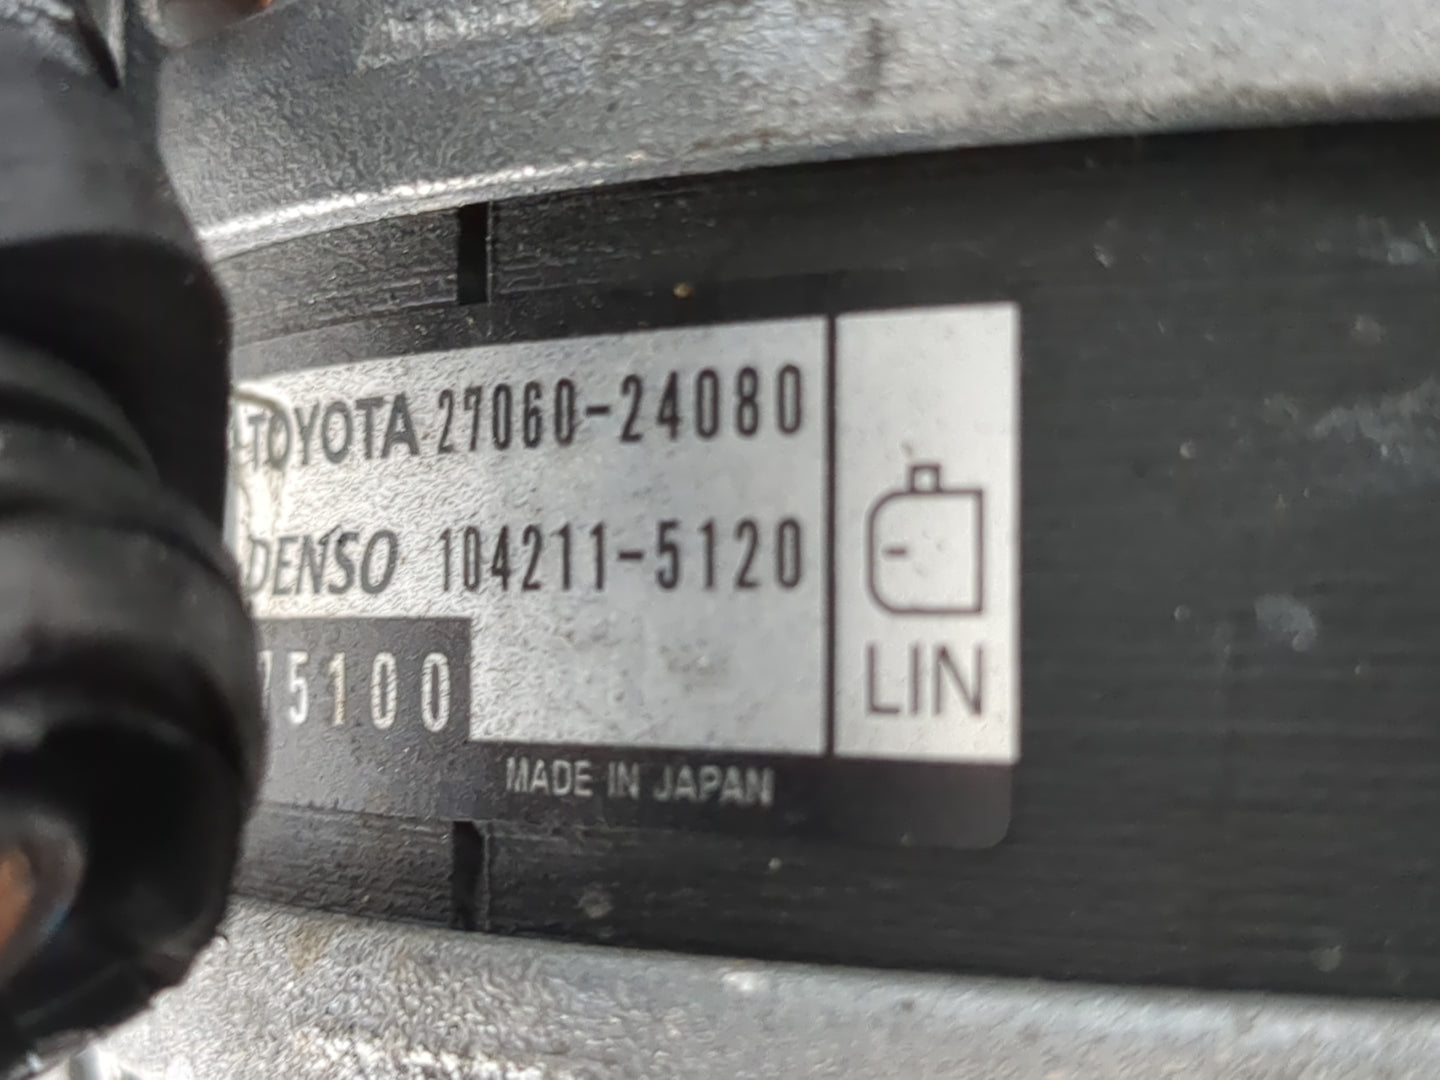 TOYOTA 27060-24080
DENSO 104211-5120
75100
LIN
MADE IN JAPAN